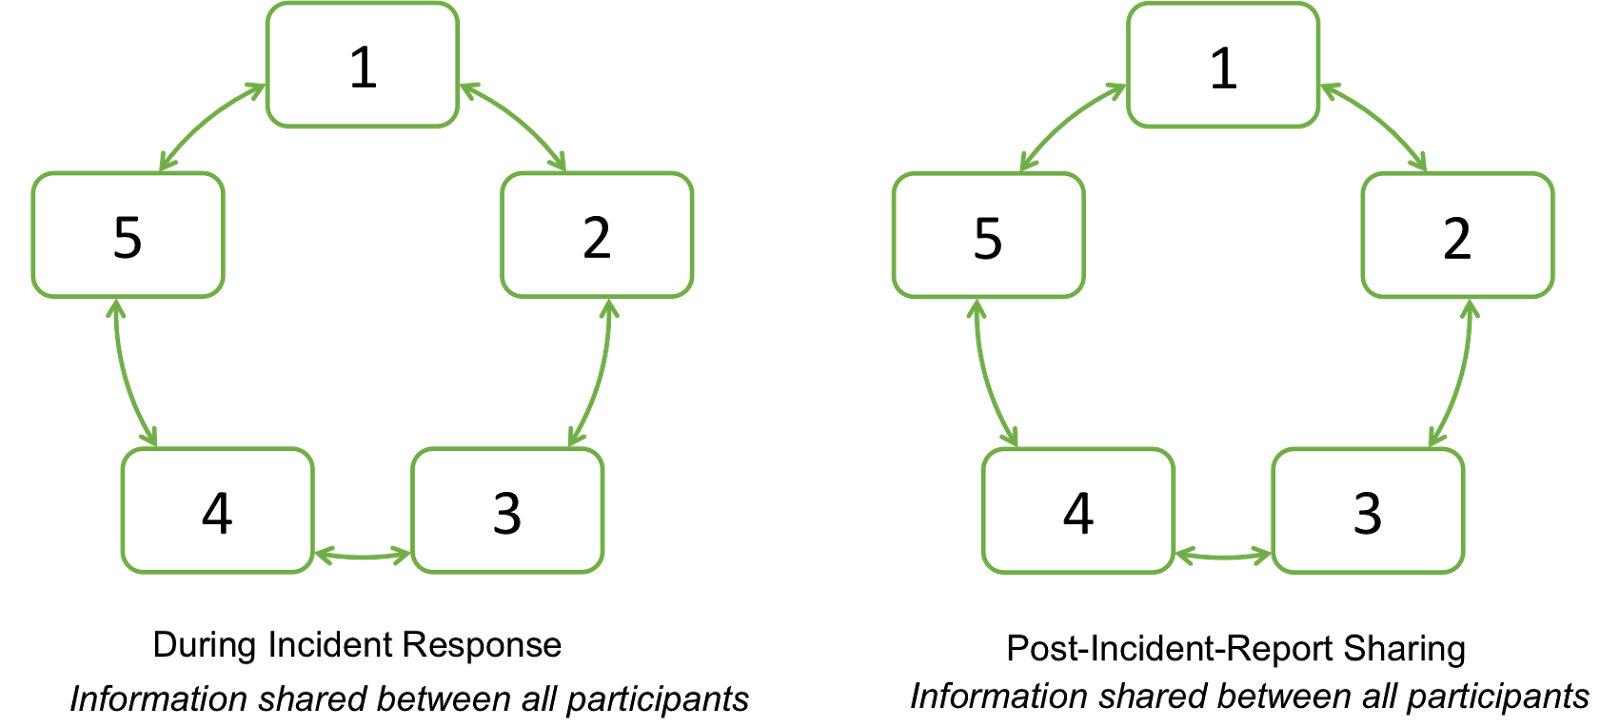 1
5
2
4
3
During Incident Response
Information shared between all participants
1
5
2
4
3
Post-Incident-Report Sharing
Information shared between all participants